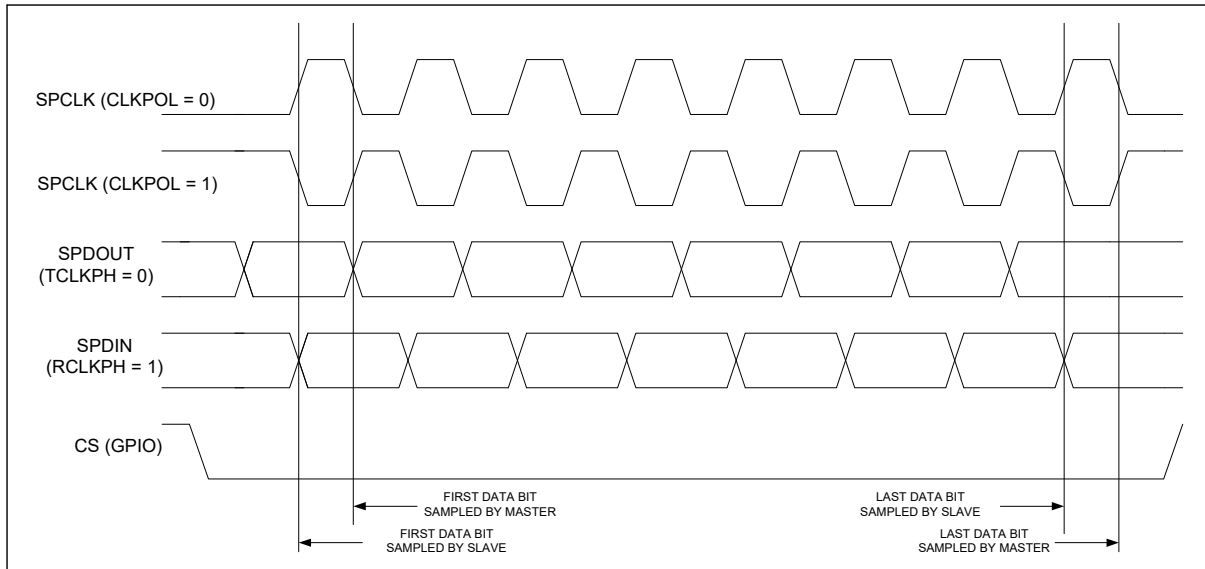 SPCLK (CLKPOL = 0)
SPCLK (CLKPOL = 1)
SPDOUT
(TCLKPH = 0)
SPDIN
(RCLKPH = 1)
CS (GPIO)
FIRST DATA BIT
SAMPLED BY MASTER
LAST DATA BIT
SAMPLED BY SLAVE
FIRST DATA BIT
SAMPLED BY SLAVE
LAST DATA BIT
SAMPLED BY MASTER